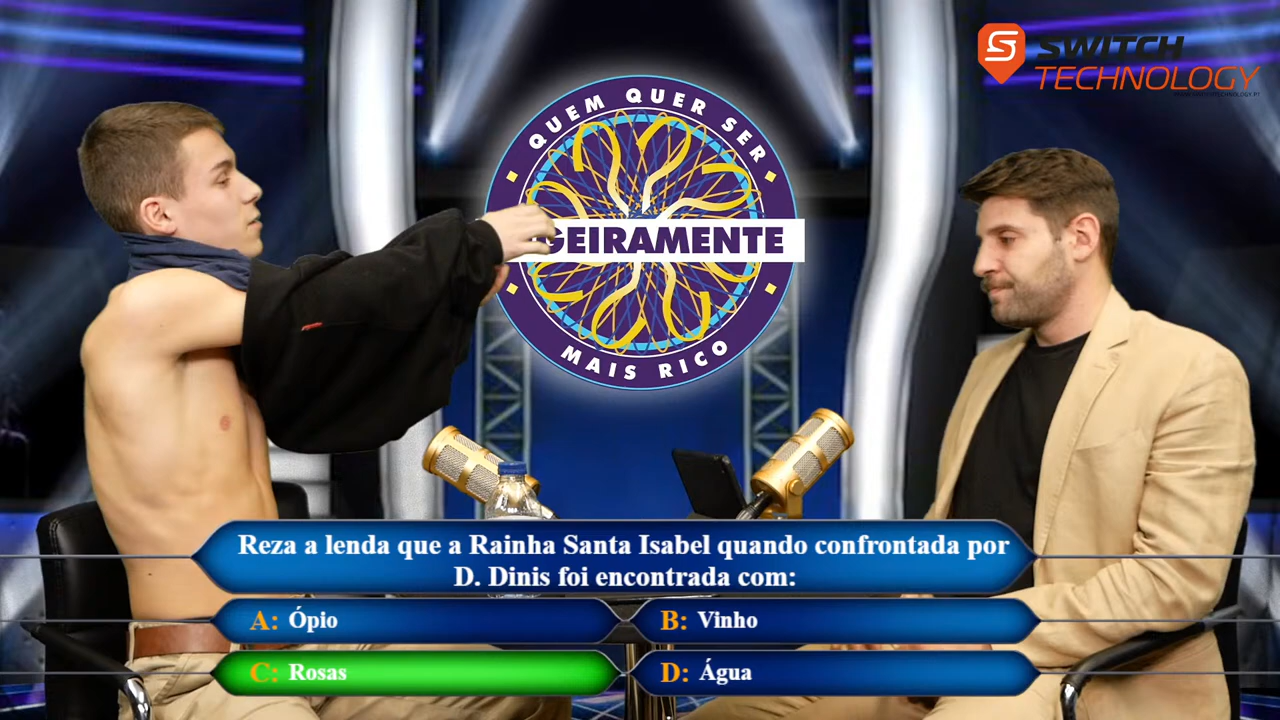 SWITCH
TECHNOLOGY
QUEM QUER SER
GEIRAMENTE
MAIS RICO
Reza a lenda que a Rainha Santa Isabel quando confrontada por
D. Dinis foi encontrada com:
A: Ópio
B: Vinho
C: Rosas
D: Água